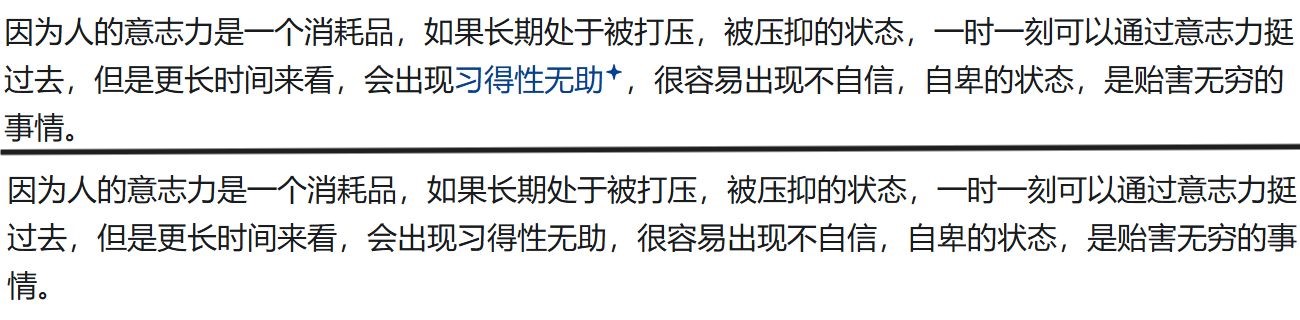 因为人的意志力是一个消耗品，如果长期处于被打压，被压抑的状态，一时一刻可以通过意志力挺
过去，但是更长时间来看，会出现习得性无助，很容易出现不自信，自卑的状态，是贻害无穷的
事情。
因为人的意志力是一个消耗品，如果长期处于被打压，被压抑的状态，一时一刻可以通过意志力挺
过去，但是更长时间来看，会出现习得性无助，很容易出现不自信，自卑的状态，是贻害无穷的事
情。